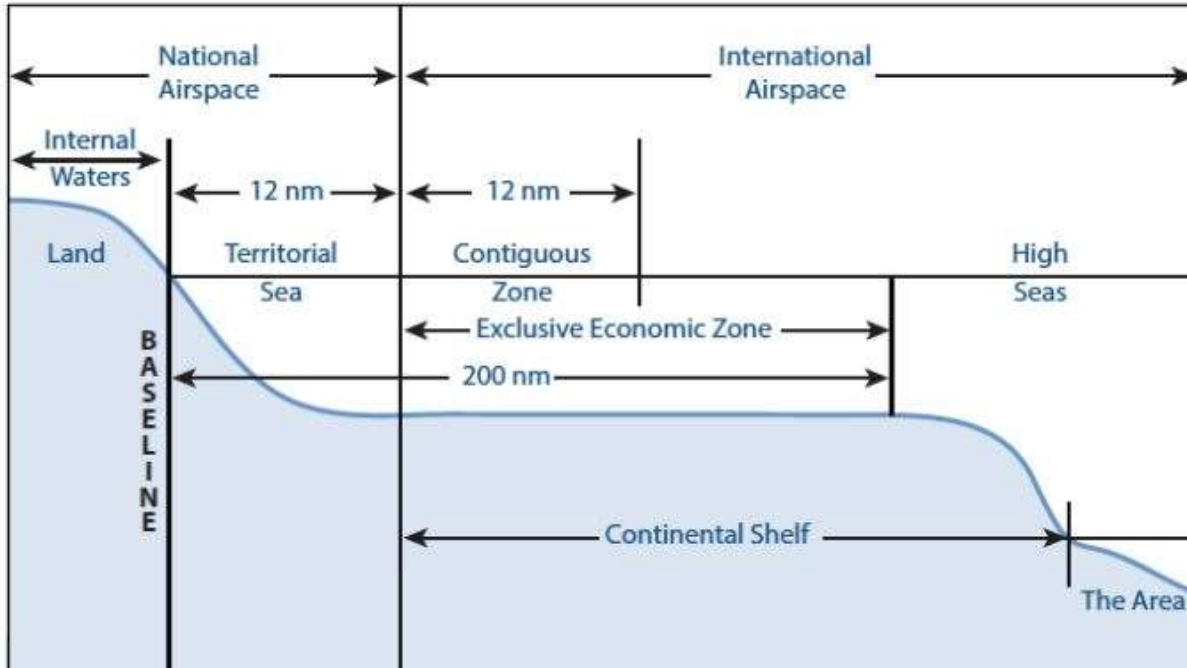 National
Airspace
International
Airspace
Internal
Waters
12 nm
12 nm
Land
Territorial
Sea
Contiguous
Zone
High
Seas
Exclusive Economic Zone
200 nm
BASELINE
Continental Shelf
The Area